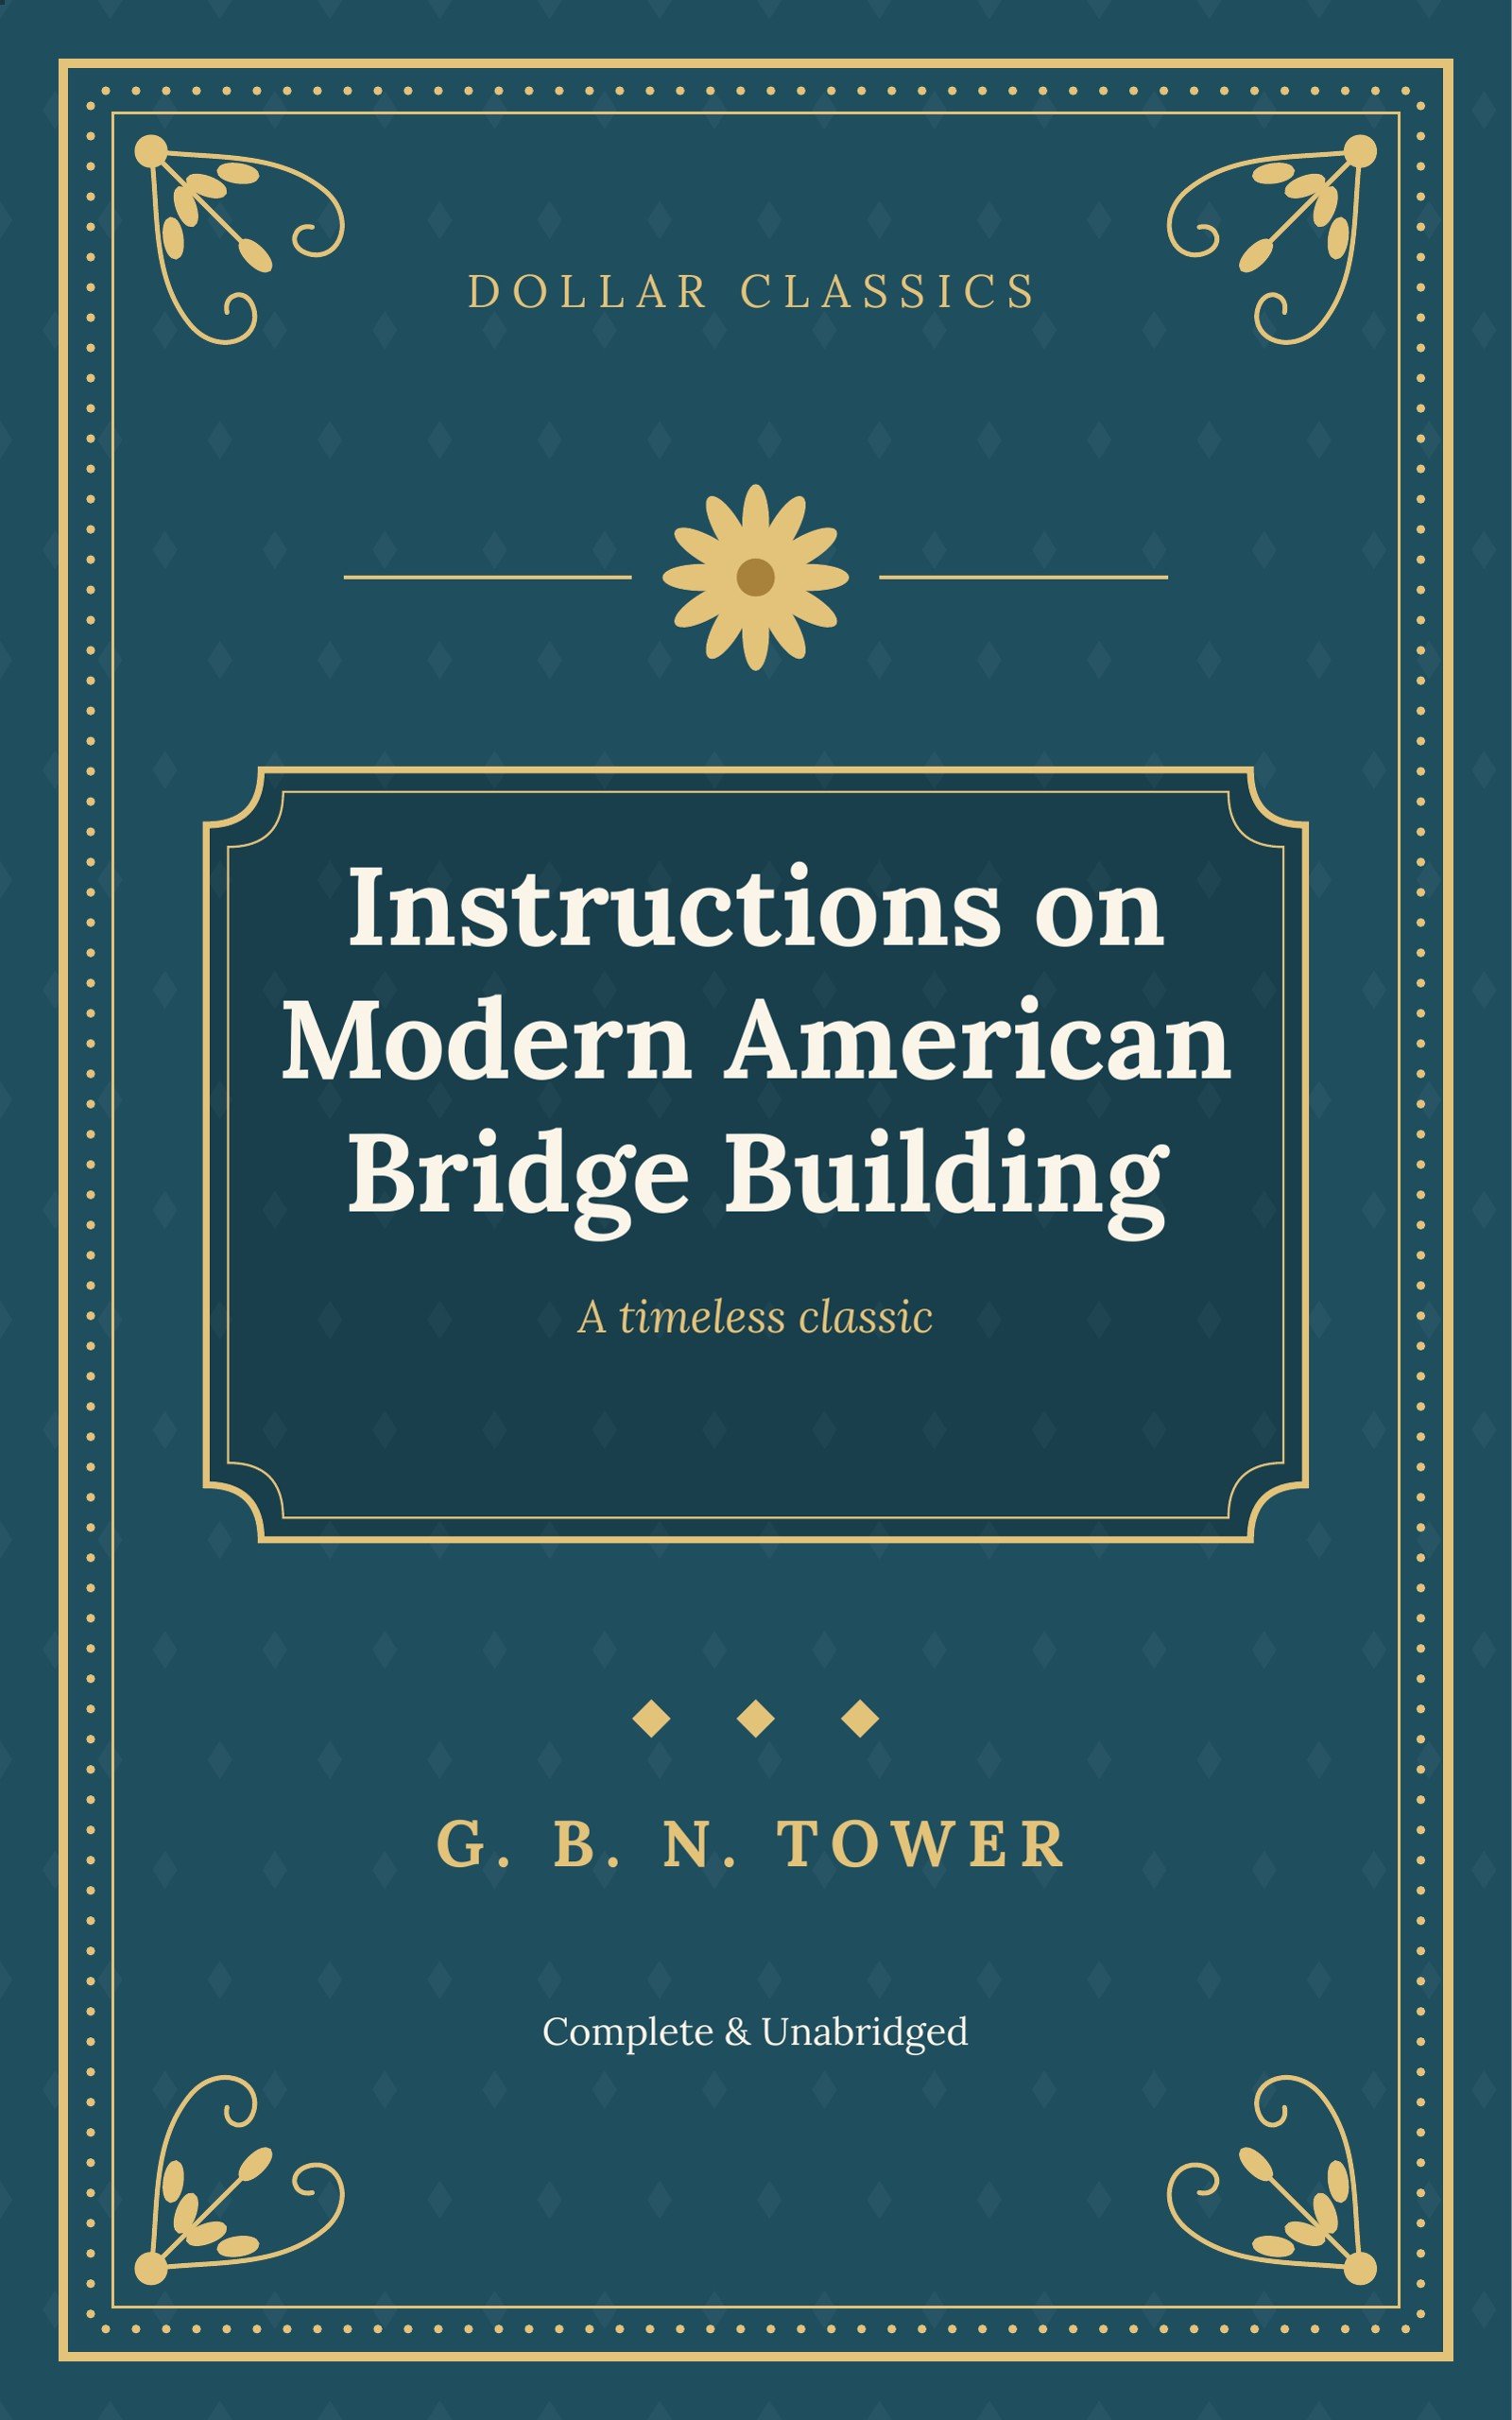 DOLLAR CLASSICS
Instructions on
Modern American
Bridge Building
A timeless classic
G. B. N. TOWER
Complete & Unabridged